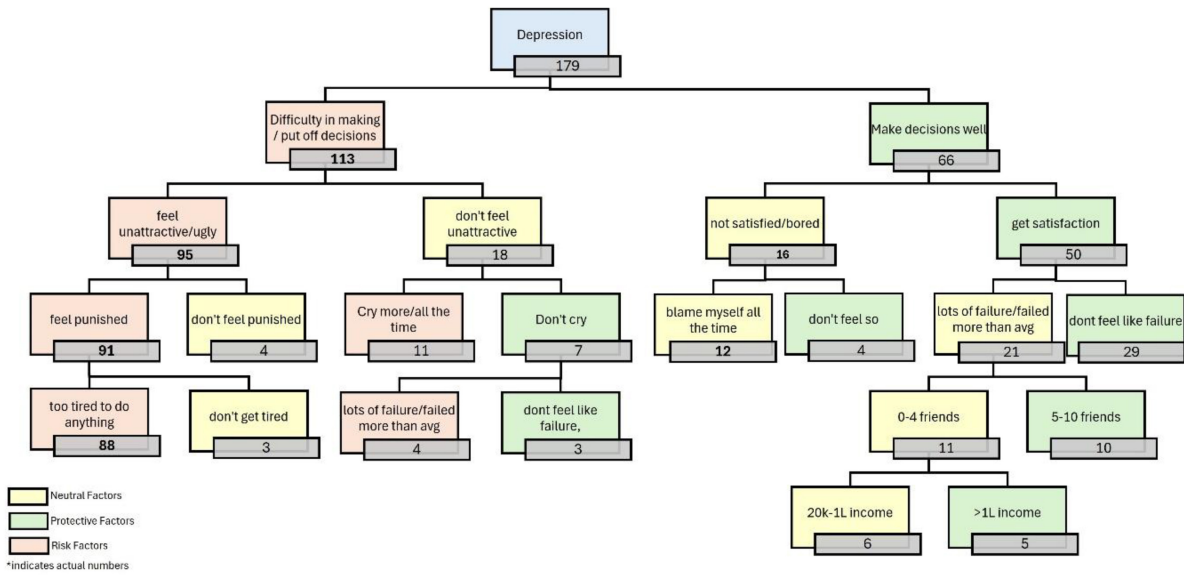 Depression
179
Difficulty in making
/ put off decisions
113
Make decisions well
66
feel
unattractive/ugly
95
don't feel
unattractive
18
not satisfied/bored
16
get satisfaction
50
feel punished
91
don't feel punished
4
Cry more/all the
time
11
Don't cry
7
blame myself all
the time
12
don't feel so
4
lots of failure/failed
more than avg
21
dont feel like failure
29
too tired to do
anything
88
don't get tired
3
lots of failure/failed
more than avg
4
dont feel like
failure,
3
0-4 friends
11
5-10 friends
10
20k-1L income
6
>1L income
5
Neutral Factors
Protective Factors
Risk Factors
*indicates actual numbers